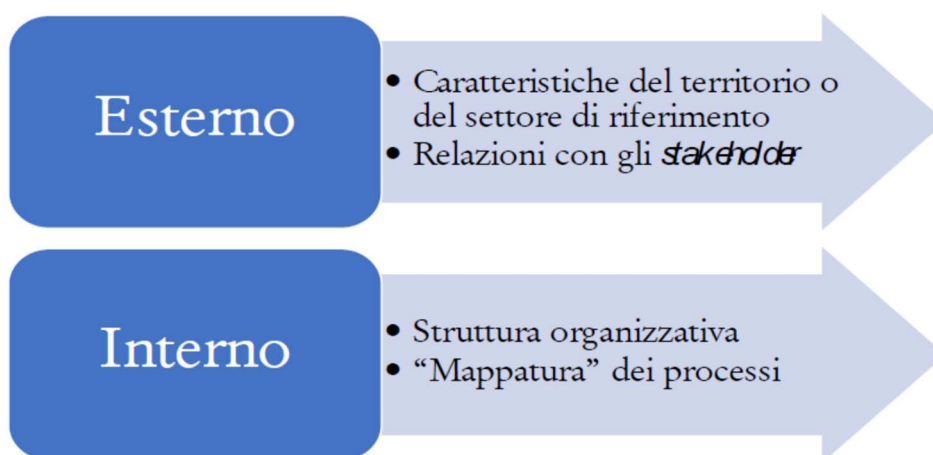 Esterno
• Caratteristiche del territorio o
del settore di riferimento
• Relazioni con gli stakeholder
Interno
• Struttura organizzativa
• “Mappatura” dei processi